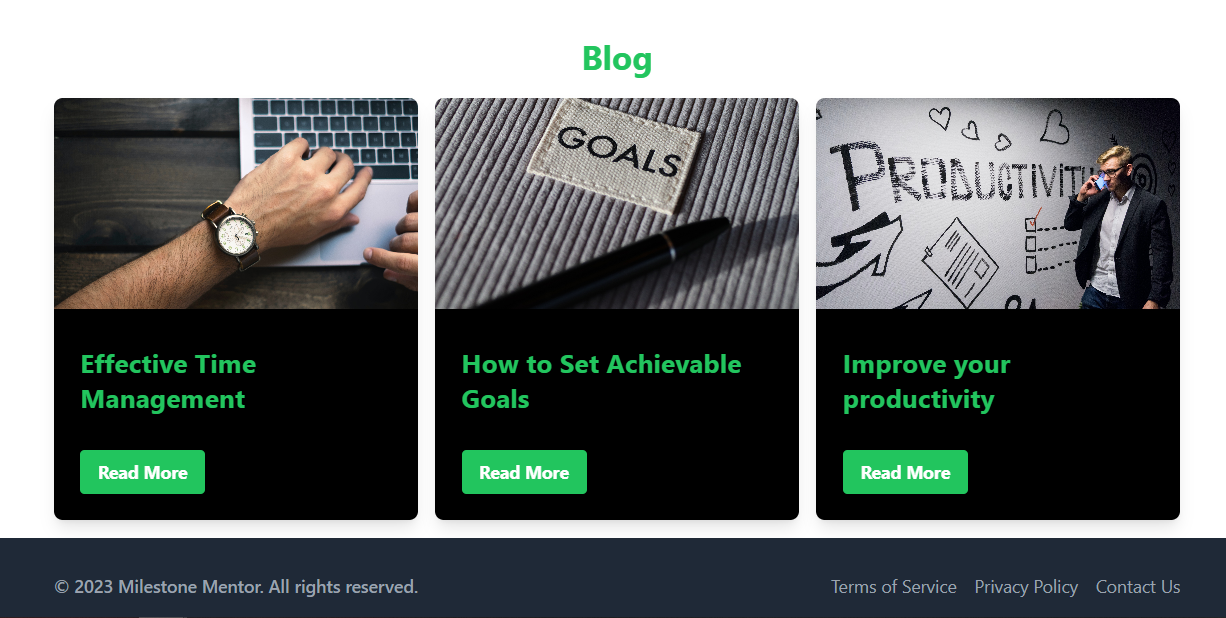 Blog
GOALS
PRODUCTIVITY
Effective Time
Management
How to Set Achievable
Goals
Improve your
productivity
Read More
Read More
Read More
© 2023 Milestone Mentor. All rights reserved.
Terms of Service
Privacy Policy
Contact Us